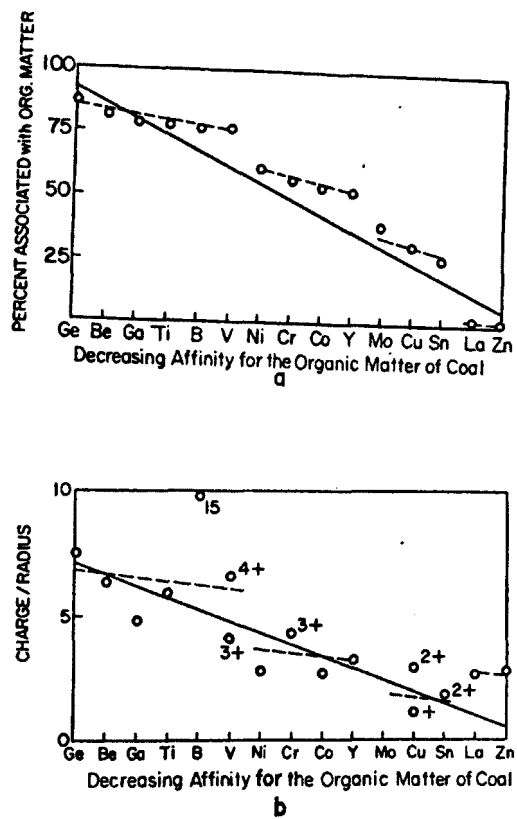 PERCENT ASSOCIATED with ORG. MATTER
100
75
50
25
Ge Be Ga Ti B V Ni Cr Co Y Mo Cu Sn La Zn
Decreasing Affinity for the Organic Matter of Coal
a
CHARGE/RADIUS
10
15
4+
5
3+
3+
2+
2+
+
0
Ge Be Ga Ti B V Ni Cr Co Y Mo Cu Sn La Zn
Decreasing Affinity for the Organic Matter of Coal
b